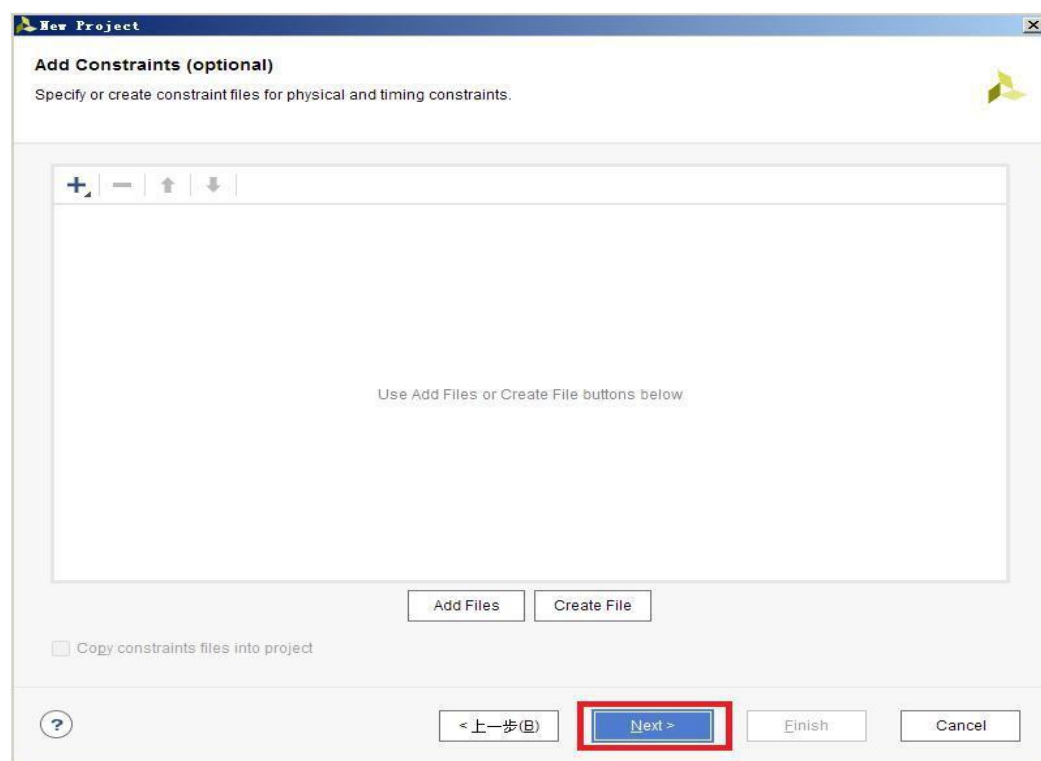 New Project
Add Constraints (optional)
Specify or create constraint files for physical and timing constraints.
Use Add Files or Create File buttons below
Add Files
Create File
Copy constraints files into project
?
<上一步(B)
Next >
Finish
Cancel